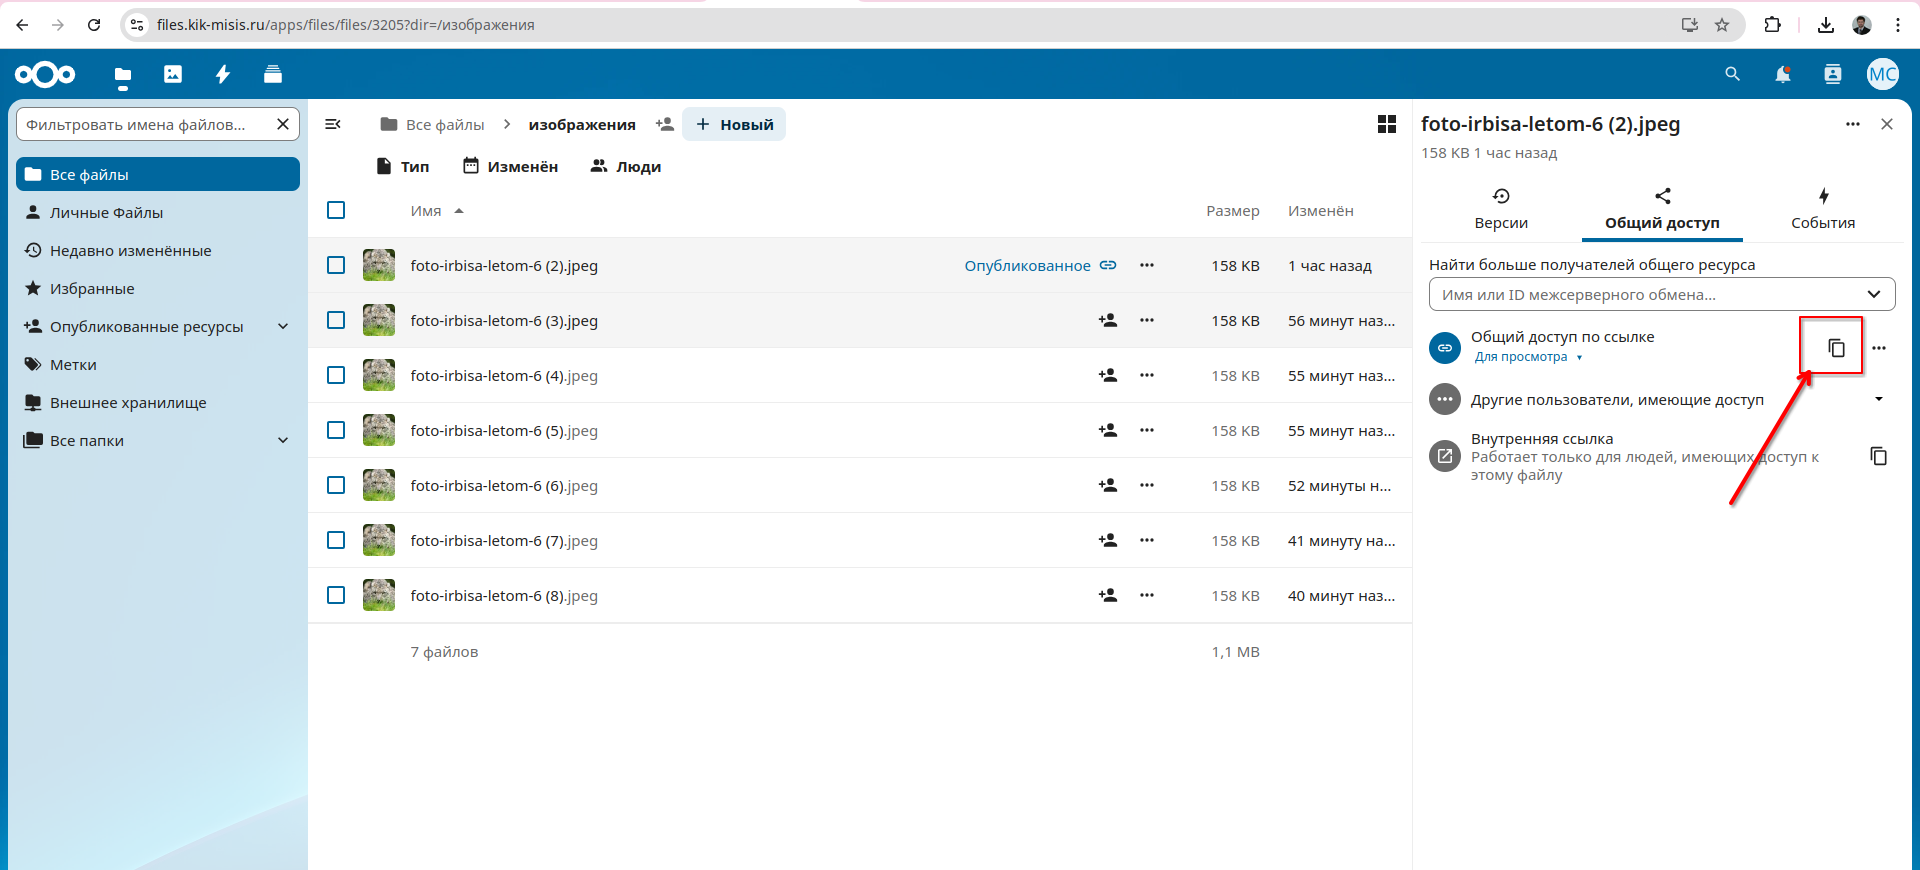 files.kik-misis.ru/apps/files/files/3205?dir=/изображения
МС
Фильтровать имена файлов...
Все файлы
Личные Файлы
Недавно изменённые
Избранные
Опубликованные ресурсы
Метки
Внешнее хранилище
Все папки
Все файлы
изображения
Новый
Тип
Изменён
Люди
Имя
Размер
Изменён
foto-irbisa-letom-6 (2).jpeg
Опубликованное
158 KB
1 час назад
foto-irbisa-letom-6 (3).jpeg
158 KB
56 минут наз...
foto-irbisa-letom-6 (4).jpeg
158 KB
55 минут наз...
foto-irbisa-letom-6 (5).jpeg
158 KB
55 минут наз...
foto-irbisa-letom-6 (6).jpeg
158 KB
52 минуты н...
foto-irbisa-letom-6 (7).jpeg
158 KB
41 минуту на...
foto-irbisa-letom-6 (8).jpeg
158 KB
40 минут наз...
7 файлов
1,1 MB
foto-irbisa-letom-6 (2).jpeg
158 KB 1 час назад
Версии
Общий доступ
События
Найти больше получателей общего ресурса
Имя или ID межсерверного обмена...
Общий доступ по ссылке
Для просмотра
Другие пользователи, имеющие доступ
Внутренняя ссылка
Работает только для людей, имеющих доступ к
этому файлу